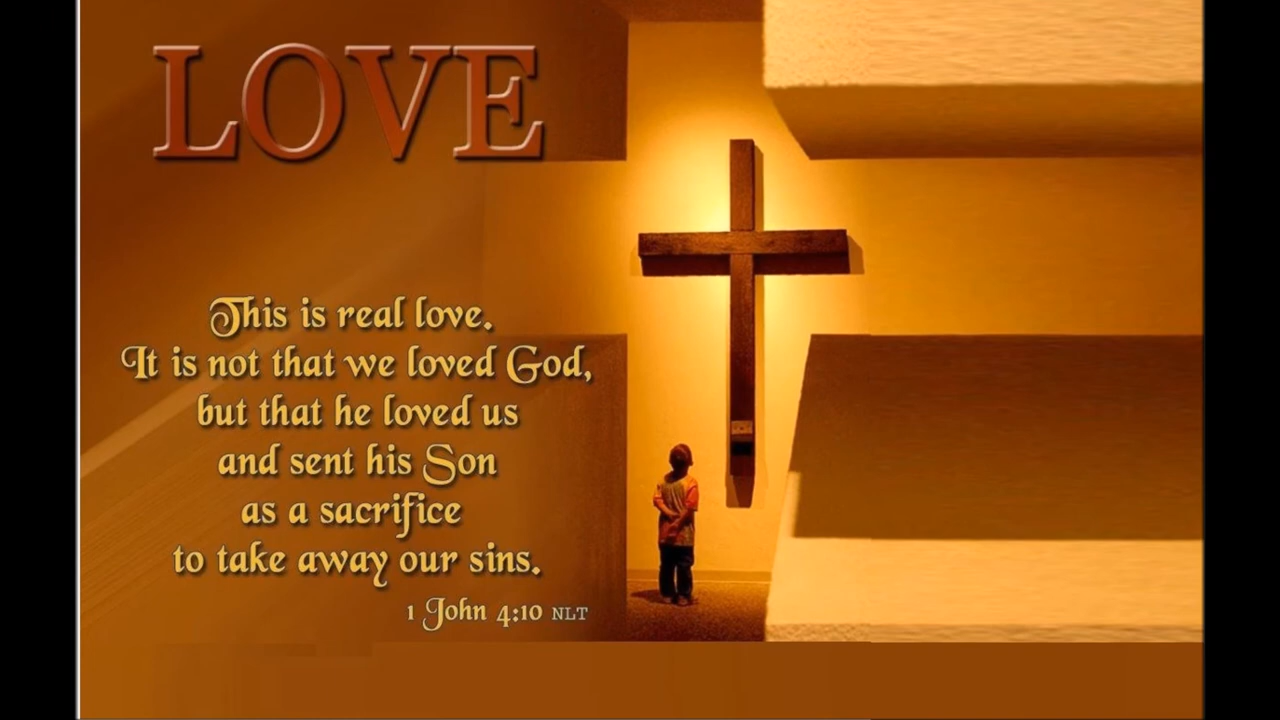 LOVE
This is real love.
It is not that we loved God,
but that he loved us
and sent his Son
as a sacrifice
to take away our sins.
1 John 4:10 NLT